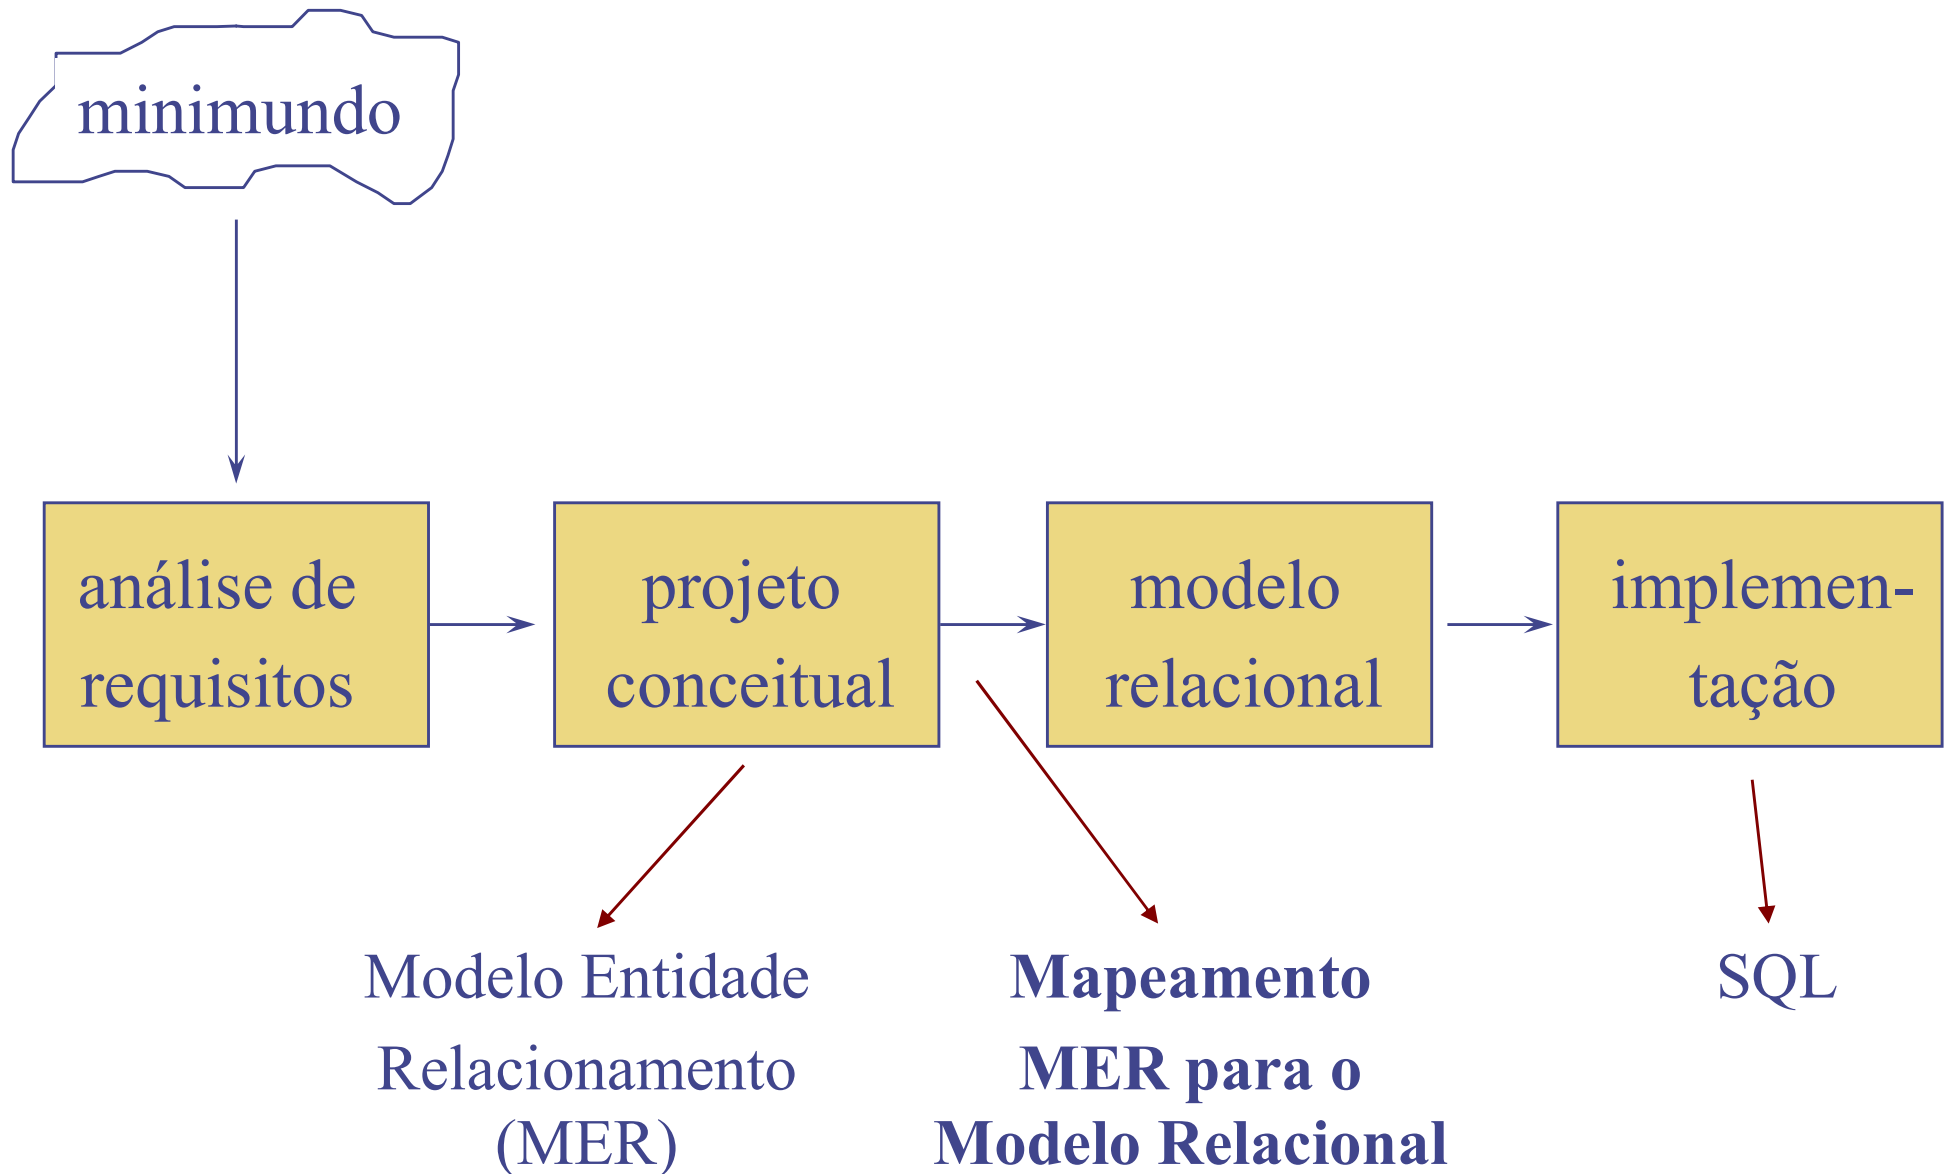 minimundo
análise de
requisitos
projeto
conceitual
modelo
relacional
implemen-
tação
Modelo Entidade
Relacionamento
(MER)
Mapeamento
MER para o
Modelo Relacional
SQL